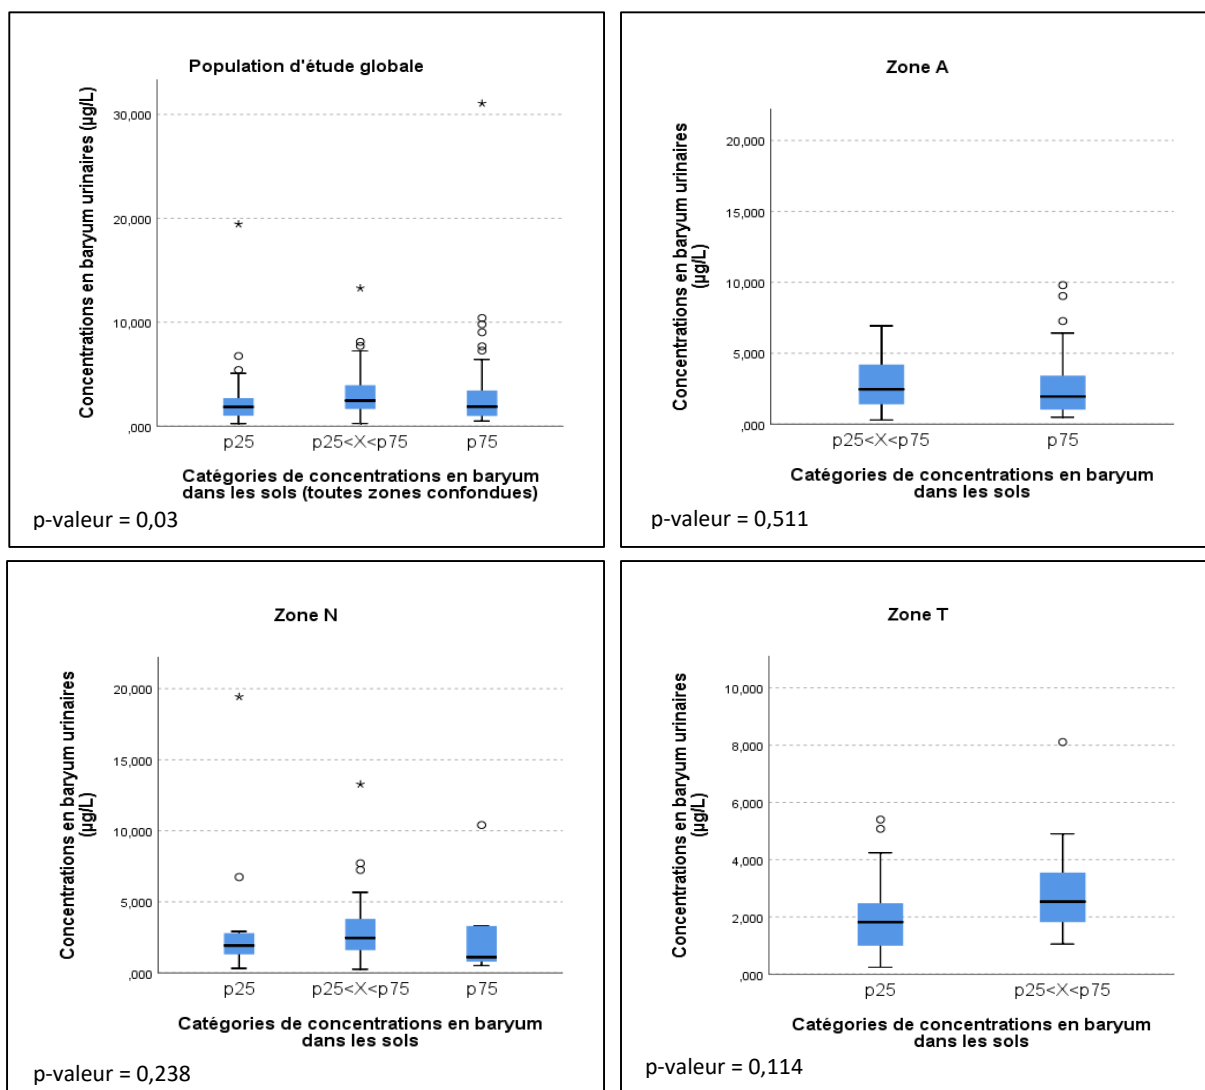 Population d'étude globale
Concentrations en baryum urinaires (µg/L)
30,000
20,000
10,000
,000
p25
p25<X<p75
p75
Catégories de concentrations en baryum
dans les sols (toutes zones confondues)
p-valeur = 0,03
Zone A
Concentrations en baryum urinaires
(µg/L)
20,000
15,000
10,000
5,000
,000
p25<X<p75
p75
Catégories de concentrations en baryum
dans les sols
p-valeur = 0,511
Zone N
Concentrations en baryum urinaires
(µg/L)
20,000
15,000
10,000
5,000
,000
p25
p25<X<p75
p75
Catégories de concentrations en baryum
dans les sols
p-valeur = 0,238
Zone T
Concentrations en baryum urinaires
(µg/L)
10,000
8,000
6,000
4,000
2,000
,000
p25
p25<X<p75
Catégories de concentrations en baryum
dans les sols
p-valeur = 0,114